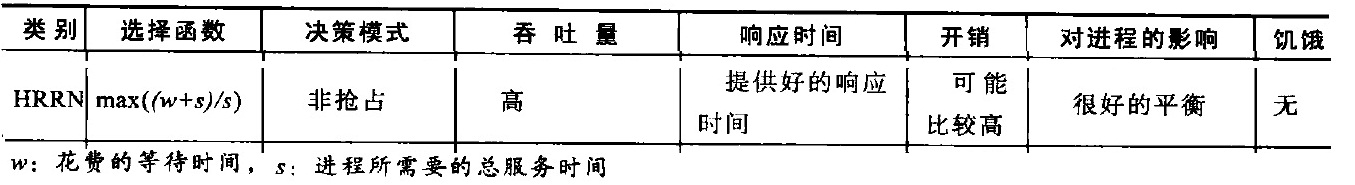 类别 选择函数 决策模式 吞吐量 响应时间 开销 对进程的影响 饥饿
HRRN max((w+s)/s) 非抢占 高 提供好的响应时间 可能比较高 很好的平衡 无
w：花费的等待时间，s：进程所需要的总服务时间